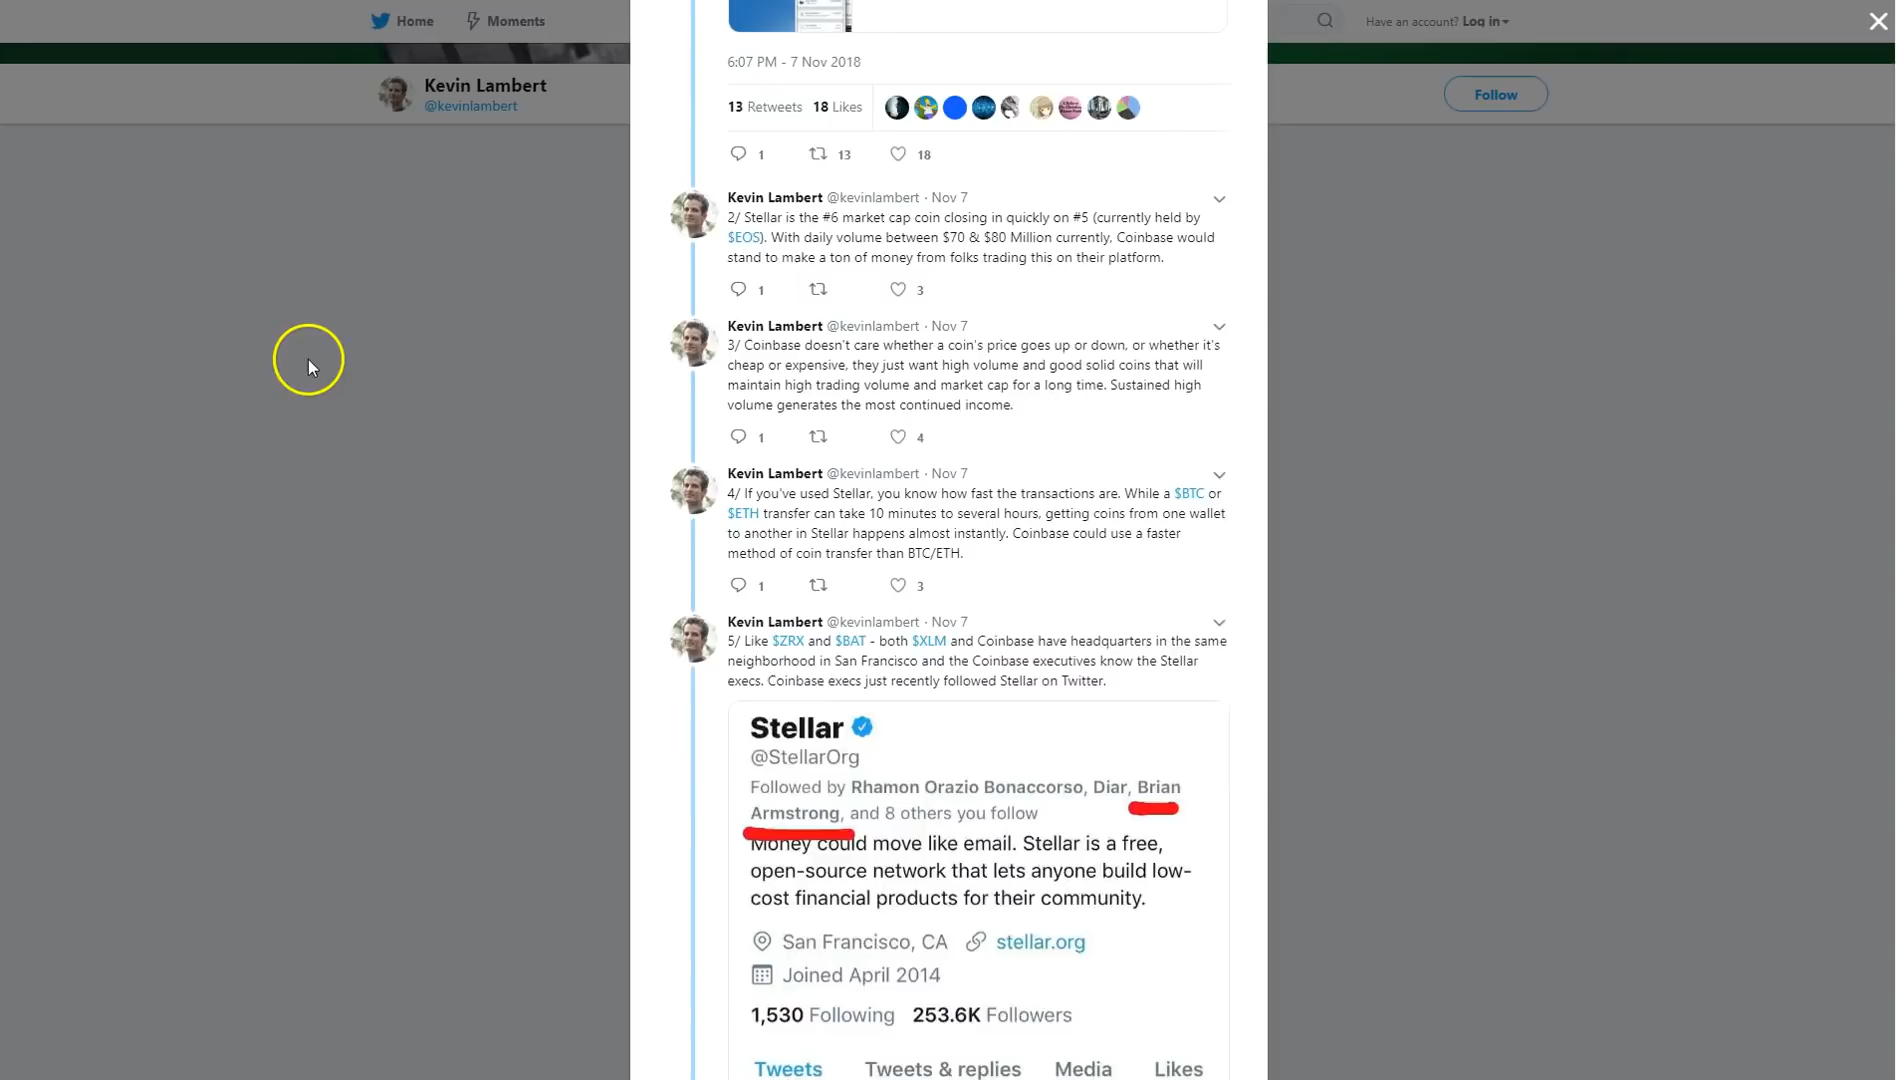 Home
Moments
Have an account? Log in
Kevin Lambert
@kevinlambert
Follow
6:07 PM - 7 Nov 2018
13 Retweets 18 Likes
1 13 18
Kevin Lambert @kevinlambert · Nov 7
2/ Stellar is the #6 market cap coin closing in quickly on #5 (currently held by
$EOS). With daily volume between $70 & $80 Million currently, Coinbase would
stand to make a ton of money from folks trading this on their platform.
1 3
Kevin Lambert @kevinlambert · Nov 7
3/ Coinbase doesn't care whether a coin's price goes up or down, or whether it's
cheap or expensive, they just want high volume and good solid coins that will
maintain high trading volume and market cap for a long time. Sustained high
volume generates the most continued income.
1 4
Kevin Lambert @kevinlambert · Nov 7
4/ If you've used Stellar, you know how fast the transactions are. While a $BTC or
$ETH transfer can take 10 minutes to several hours, getting coins from one wallet
to another in Stellar happens almost instantly. Coinbase could use a faster
method of coin transfer than BTC/ETH.
1 3
Kevin Lambert @kevinlambert · Nov 7
5/ Like $ZRX and $BAT - both $XLM and Coinbase have headquarters in the same
neighborhood in San Francisco and the Coinbase executives know the Stellar
execs. Coinbase execs just recently followed Stellar on Twitter.
Stellar
@StellarOrg
Followed by Rhamon Orazio Bonaccorso, Diar, Brian
Armstrong, and 8 others you follow
Money could move like email. Stellar is a free,
open-source network that lets anyone build low-
cost financial products for their community.
San Francisco, CA stellar.org
Joined April 2014
1,530 Following 253.6K Followers
Tweets Tweets & replies Media Likes